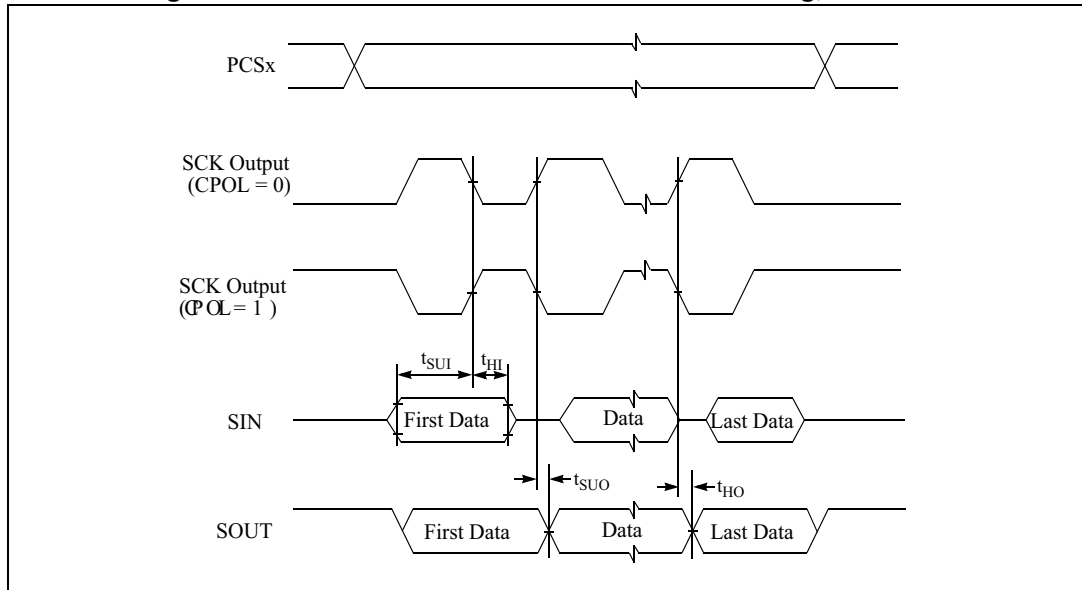 PCSx
SCK Output
(CPOL = 0)
SCK Output
(CPOL = 1 )
tSUI
tHI
SIN
First Data
Data
Last Data
tSUO
tHO
SOUT
First Data
Data
Last Data